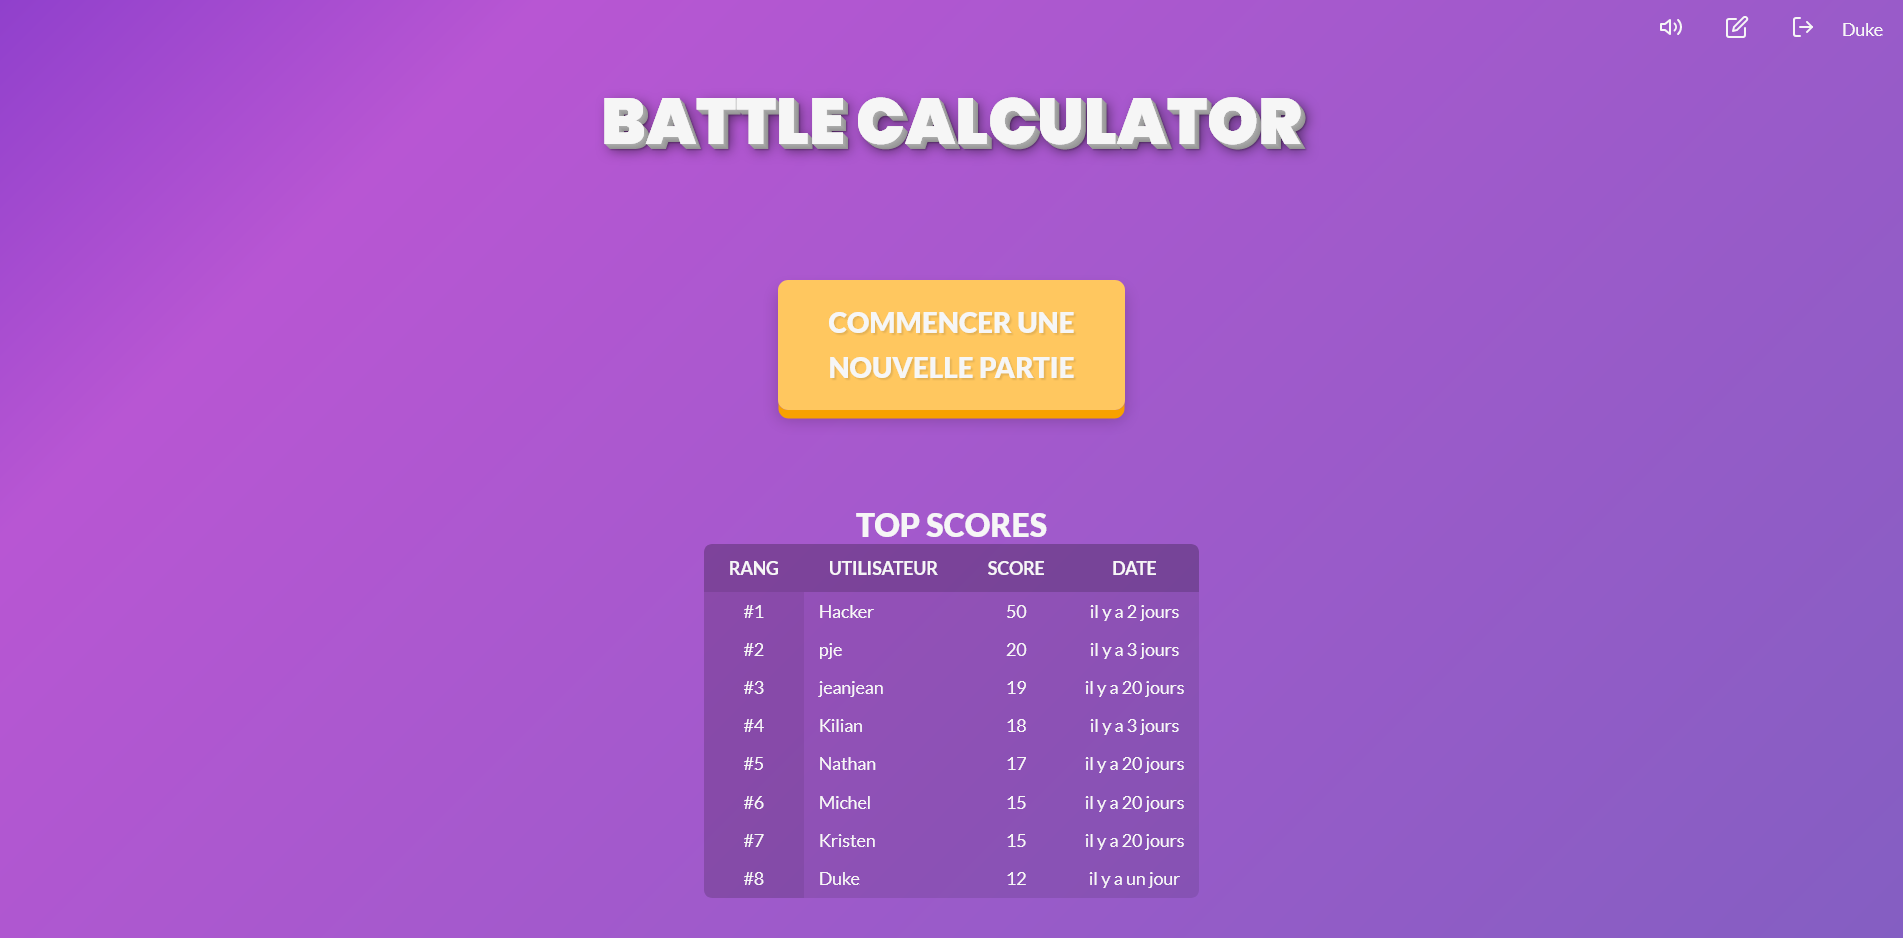 Duke
BATTLE CALCULATOR
COMMENCER UNE
NOUVELLE PARTIE
TOP SCORES
RANG UTILISATEUR SCORE DATE
#1 Hacker 50 il y a 2 jours
#2 pje 20 il y a 3 jours
#3 jeanjean 19 il y a 20 jours
#4 Kilian 18 il y a 3 jours
#5 Nathan 17 il y a 20 jours
#6 Michel 15 il y a 20 jours
#7 Kristen 15 il y a 20 jours
#8 Duke 12 il y a un jour